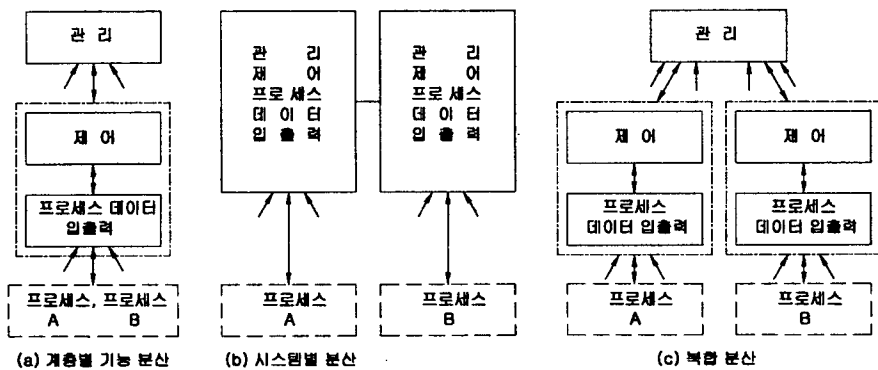 관 리
제 어
프로세스 데이터
입출력
프로세스, 프로세스
A B
(a) 계층별 기능 분산
관 리
제 어
프로세스
데 이 터
입 출 력
관 리
제 어
프로세스
데 이 터
입 출 력
프로세스
A
프로세스
B
(b) 시스템별 분산
관 리
제 어
프로세스
데이터 입출력
제 어
프로세스
데이터 입출력
프로세스
A
프로세스
B
(c) 복합 분산